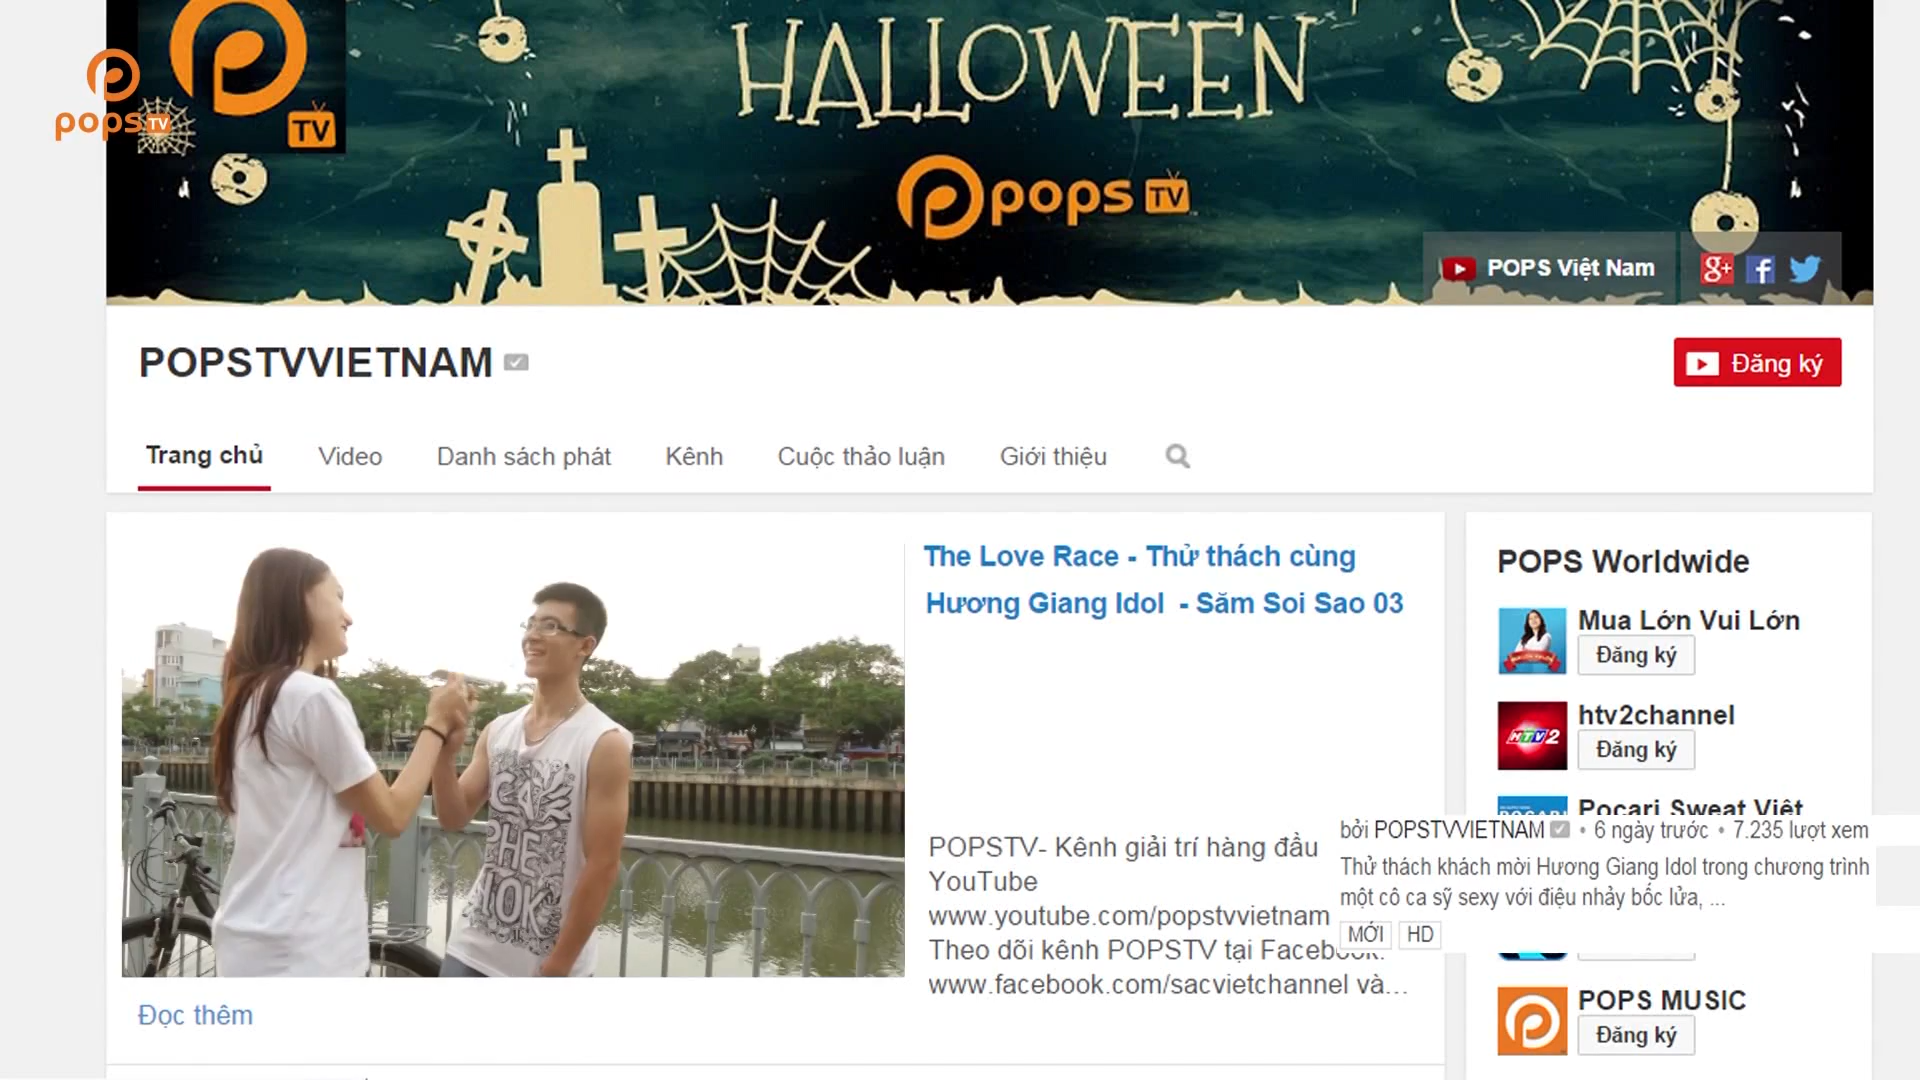 HALLOWEEN
pops TV
TV
pops TV
POPS Việt Nam
g+ f
POPSTVVIETNAM
Đăng ký
Trang chủ Video Danh sách phát Kênh Cuộc thảo luận Giới thiệu
The Love Race - Thử thách cùng
Hương Giang Idol - Săm Soi Sao 03
POPSTV- Kênh giải trí hàng đầu
YouTube
www.youtube.com/popstvvietnam
Theo dõi kênh POPSTV tại Facebook:
www.facebook.com/sacvietchannel và...
Đọc thêm
CA
PHE
HOK
POPS Worldwide
Mua Lớn Vui Lớn
Đăng ký
HTV2
htv2channel
Đăng ký
Pocari Sweat Việt
bởi POPSTVVIETNAM • 6 ngày trước • 7.235 lượt xem
Thử thách khách mời Hương Giang Idol trong chương trình
một cô ca sỹ sexy với điệu nhảy bốc lửa, ...
MỚI HD
POPS MUSIC
Đăng ký